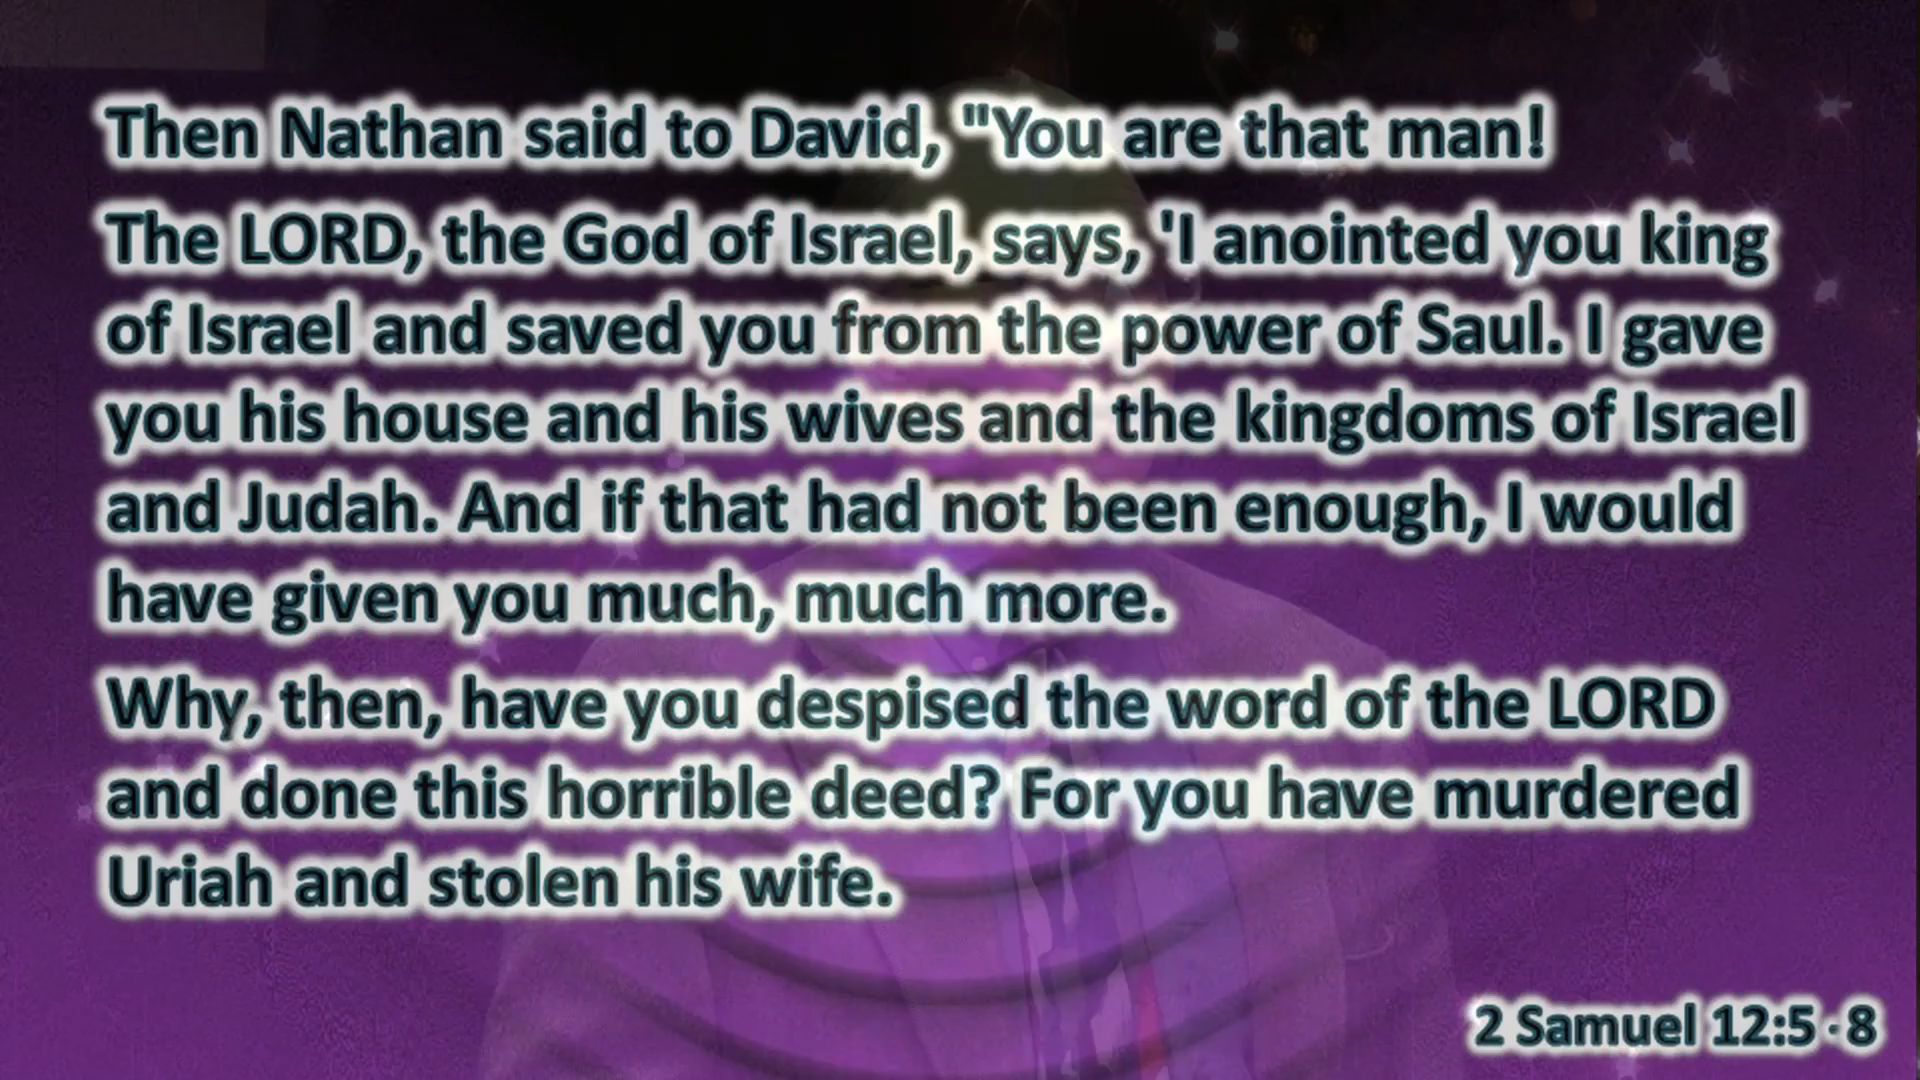 Then Nathan said to David, "You are that man!
The LORD, the God of Israel, says, 'I anointed you king
of Israel and saved you from the power of Saul. I gave
you his house and his wives and the kingdoms of Israel
and Judah. And if that had not been enough, I would
have given you much, much more.
Why, then, have you despised the word of the LORD
and done this horrible deed? For you have murdered
Uriah and stolen his wife.
2 Samuel 12:5-8